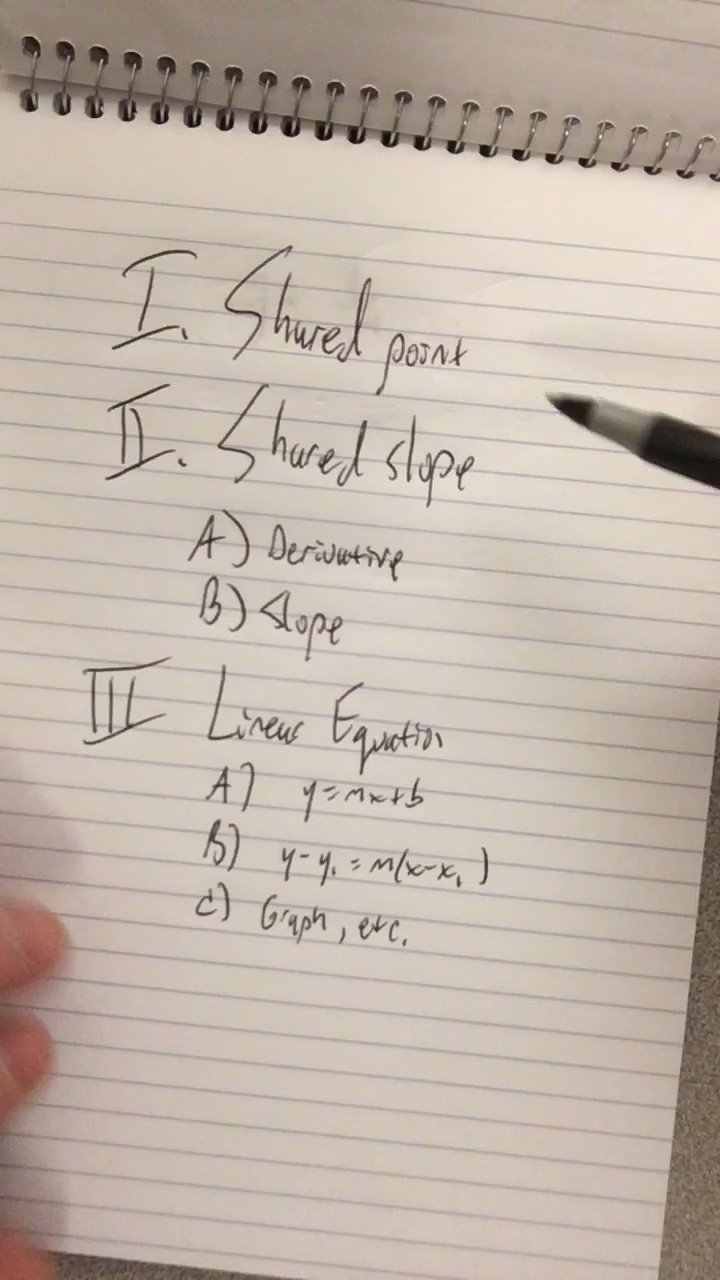 I. Shared point
II. Shared slope
A) Derivative
B) Slope
III Linear Equation
A) y=mx+b
B) y-y₁=m(x-x₁)
C) Graph, etc.